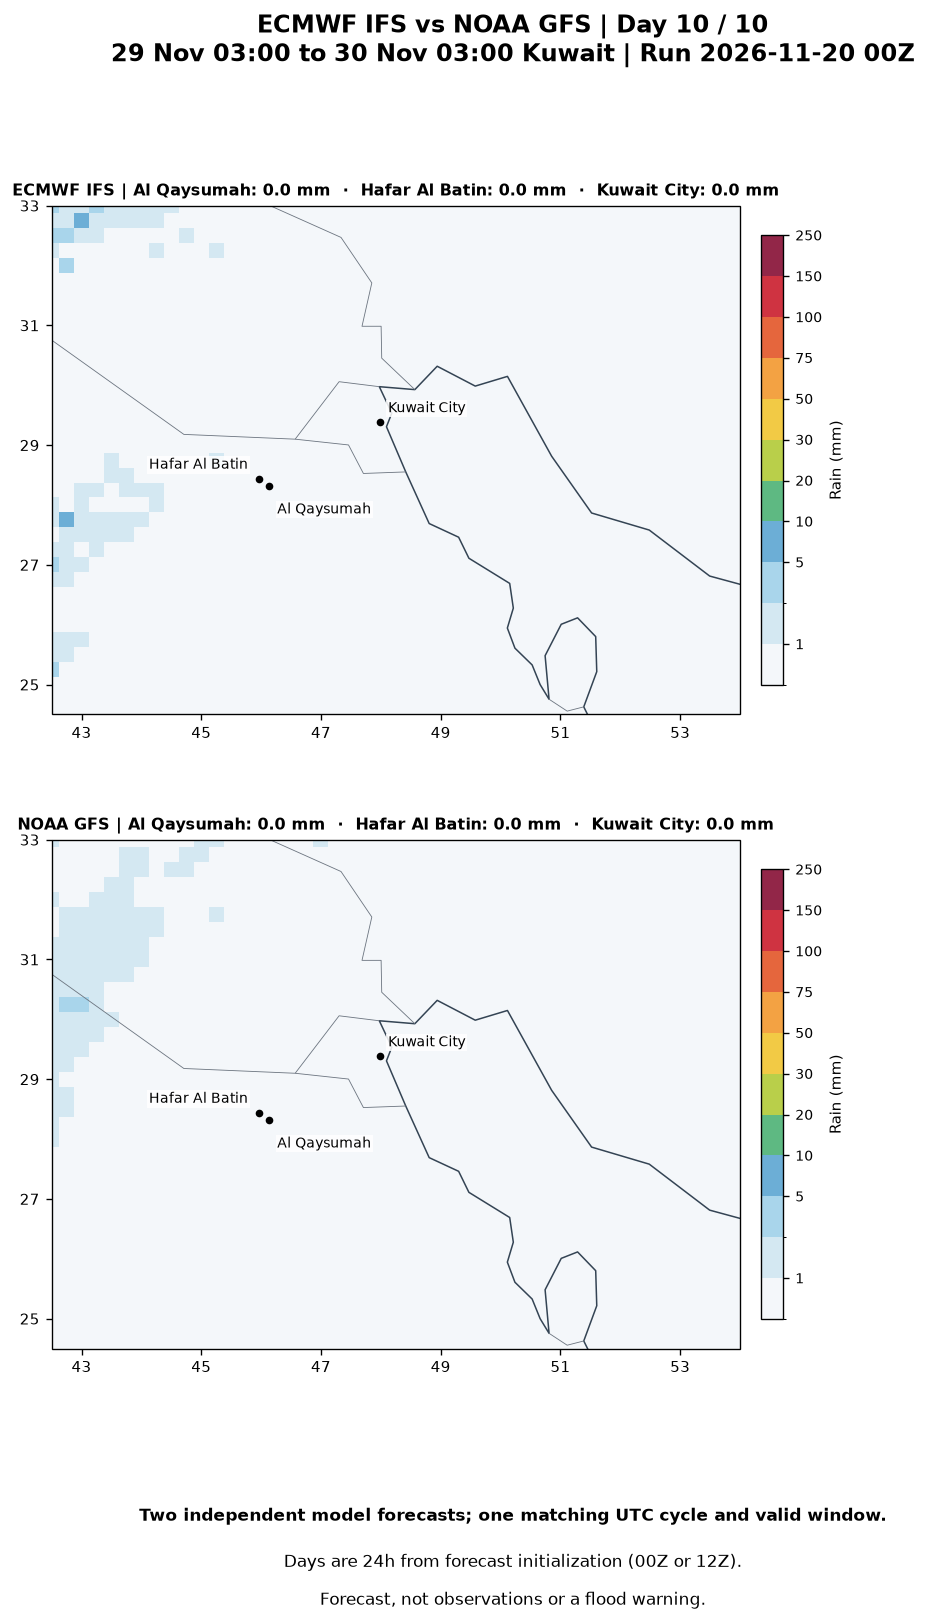 ECMWF IFS vs NOAA GFS | Day 10 / 10
29 Nov 03:00 to 30 Nov 03:00 Kuwait | Run 2026-11-20 00Z
ECMWF IFS | Al Qaysumah: 0.0 mm · Hafar Al Batin: 0.0 mm · Kuwait City: 0.0 mm
33
31
29
27
25
43 45 47 49 51 53
Kuwait City
Hafar Al Batin
Al Qaysumah
250
150
100
75
50
30
20
10
5
1
Rain (mm)
NOAA GFS | Al Qaysumah: 0.0 mm · Hafar Al Batin: 0.0 mm · Kuwait City: 0.0 mm
33
31
29
27
25
43 45 47 49 51 53
Kuwait City
Hafar Al Batin
Al Qaysumah
250
150
100
75
50
30
20
10
5
1
Rain (mm)
Two independent model forecasts; one matching UTC cycle and valid window.
Days are 24h from forecast initialization (00Z or 12Z).
Forecast, not observations or a flood warning.